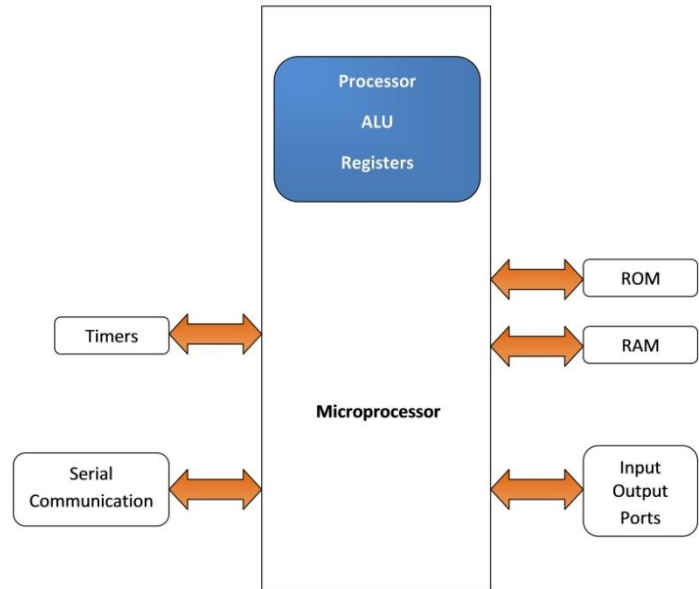 Processor
ALU
Registers
ROM
Timers
RAM
Microprocessor
Serial
Communication
Input
Output
Ports